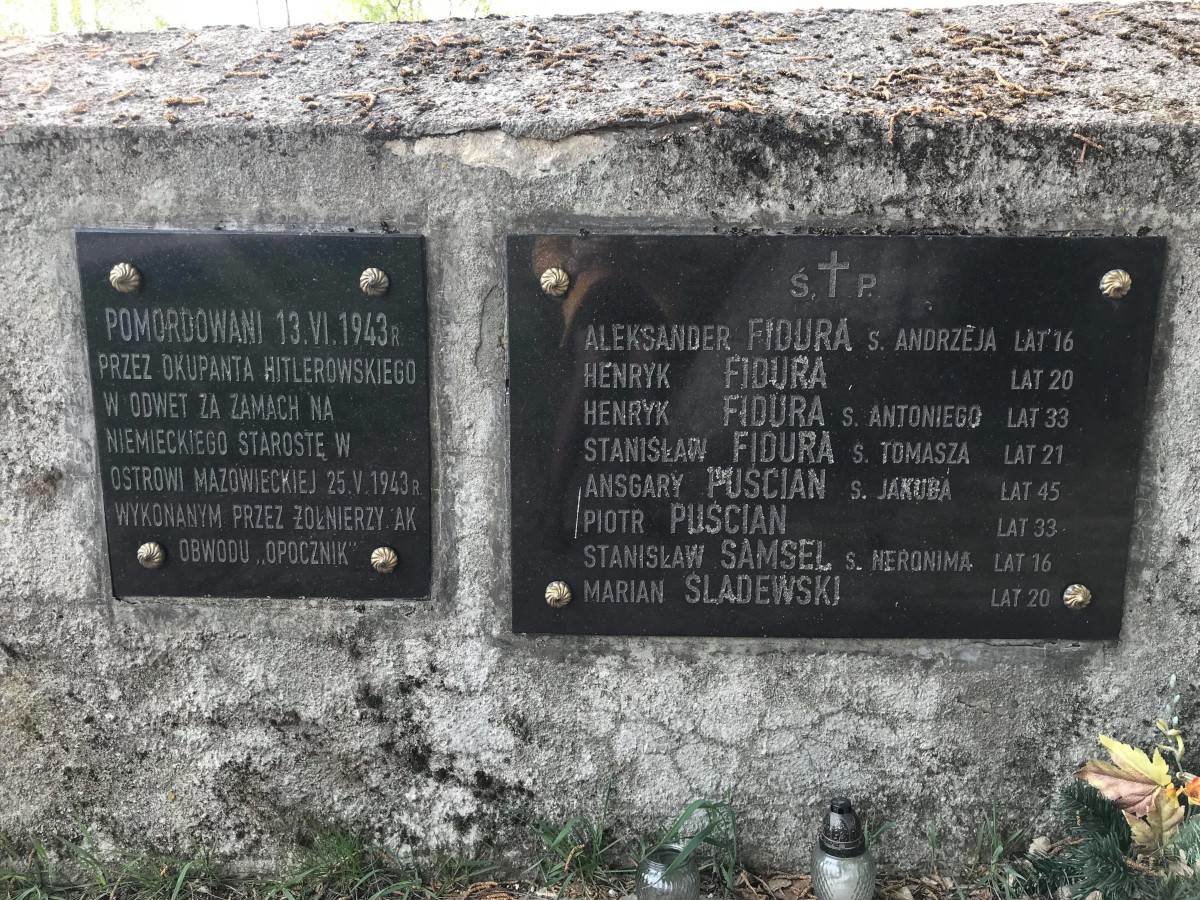 POMORDOWANI 13.VI.1943R
PRZEZ OKUPANTA HITLEROWSKIEGO
W ODWET ZA ZAMACH NA
NIEMIECKIEGO STAROSTĘ W
OSTROWI MAZOWIECKIEJ 25.V.1943R.
WYKONANYM PRZEZ ŻOŁNIERZY AK
OBWODU „OPOCZNIK"
Ś.†P.
ALEKSANDER FIDURA S. ANDRZEJA LAT 16
HENRYK FIDURA LAT 20
HENRYK FIDURA S. ANTONIEGO LAT 33
STANISŁAW FIDURA S. TOMASZA LAT 21
ANSGARY PUŚCIAN S. JAKUBA LAT 45
PIOTR PUŚCIAN LAT 33
STANISŁAW SAMSEL S. NERONIMA LAT 16
MARIAN ŚLADEWSKI LAT 20